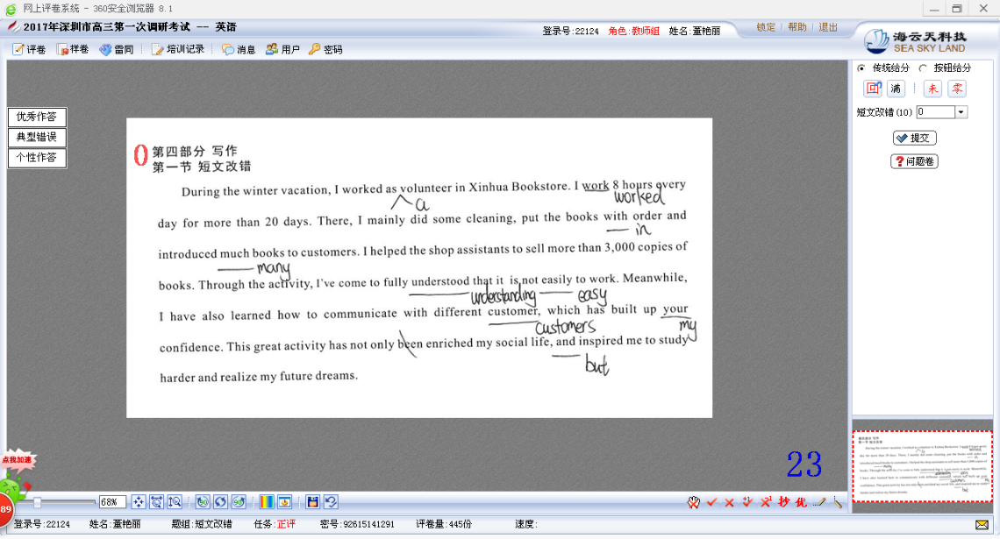 网上评卷系统 - 360安全浏览器 8.1
2017年深圳市高三第一次调研考试 -- 英语
登录号:22124 角色:教师组 姓名:董艳丽
锁定 | 帮助 | 退出
海云天科技
SEA SKY LAND
评卷 样卷 雷同 培训记录 消息 用户 密码
传统给分 按钮给分
回 满 未 零
短文改错(10) 0
提交
问题卷
优秀作答
典型错误
个性作答
0
第四部分 写作
第一节 短文改错
During the winter vacation, I worked as volunteer in Xinhua Bookstore. I work 8 hours every
a worked
day for more than 20 days. There, I mainly did some cleaning, put the books with order and
in
introduced much books to customers. I helped the shop assistants to sell more than 3,000 copies of
many
books. Through the activity, I've come to fully understood that it is not easily to work. Meanwhile,
understanding easy
I have also learned how to communicate with different customer, which has built up your
customers my
confidence. This great activity has not only been enriched my social life, and inspired me to study
but
harder and realize my future dreams.
23
点我加速
89
68%
抄 优
登录号:22124 姓名:董艳丽 题组:短文改错 任务:正评 密号:92615141291 评卷量:445份 速度: